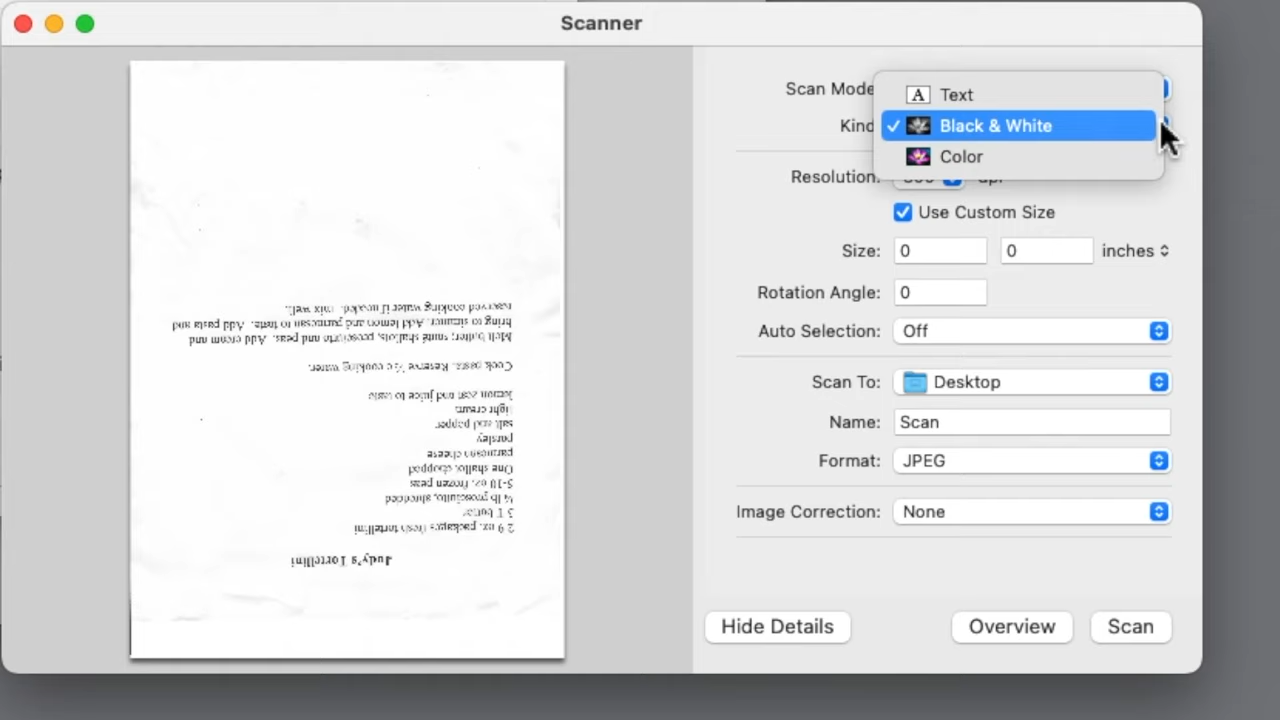 Scanner
Scan Mode
Text
Kind
Black & White
Color
Resolution:
Use Custom Size
Size: 0 0 inches
Rotation Angle: 0
Auto Selection: Off
Scan To: Desktop
Name: Scan
Format: JPEG
Image Correction: None
Hide Details Overview Scan
Judy's Tortellini
2 9 oz. packages fresh tortellini
3 T butter
¼ lb prosciutto, shredded
One shallot chopped
parmesan cheese
parsley
salt and pepper
light cream
lemon zest and juice to taste
Cook pasta. Reserve ½ c cooking water.
Melt butter; sauté shallots, prosciutto and peas. Add cream and
bring to simmer. Add lemon and parmesan to taste. Add pasta and
reserved cooking water if needed. mix well.